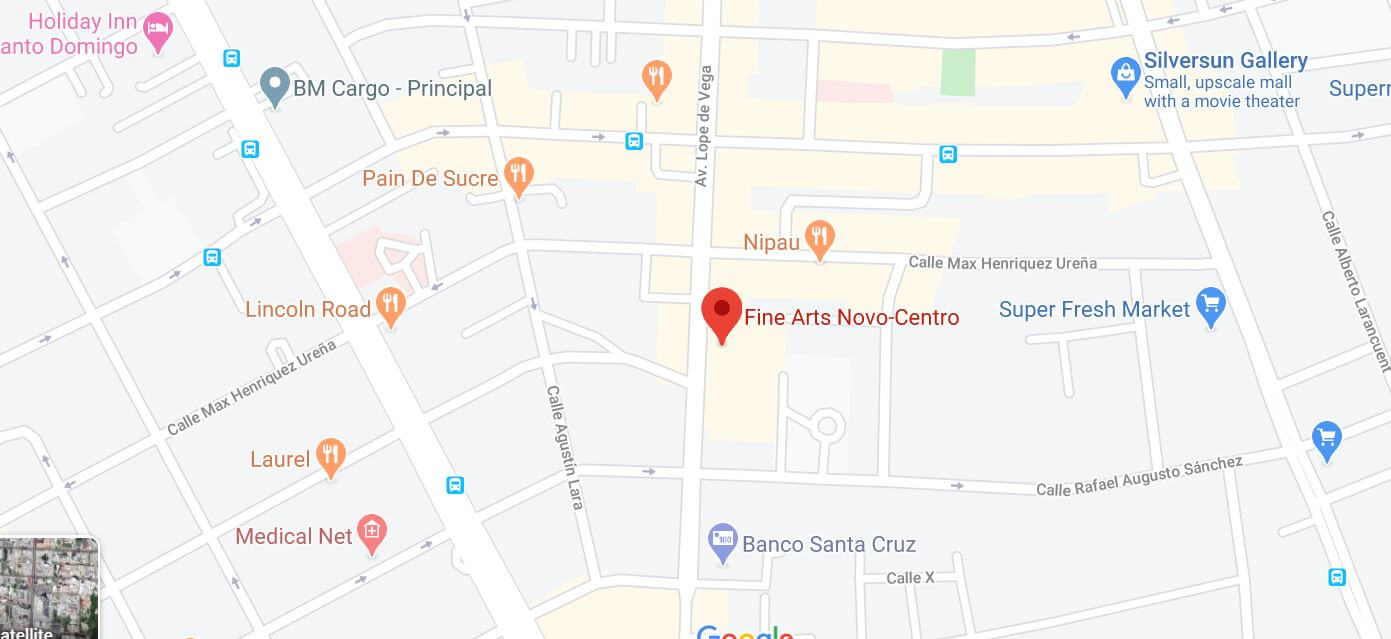 Holiday Inn
anto Domingo
BM Cargo - Principal
Av. Lope de Vega
Silversun Gallery
Small, upscale mall
with a movie theater
Pain De Sucre
Nipau
Calle Max Henriquez Ureña
Calle Alberto Larancuent
Lincoln Road
Fine Arts Novo-Centro
Super Fresh Market
Calle Max Henriquez Ureña
Calle Agustín Lara
Laurel
Calle Rafael Augusto Sánchez
Medical Net
100
Banco Santa Cruz
Calle X
atellite
Google